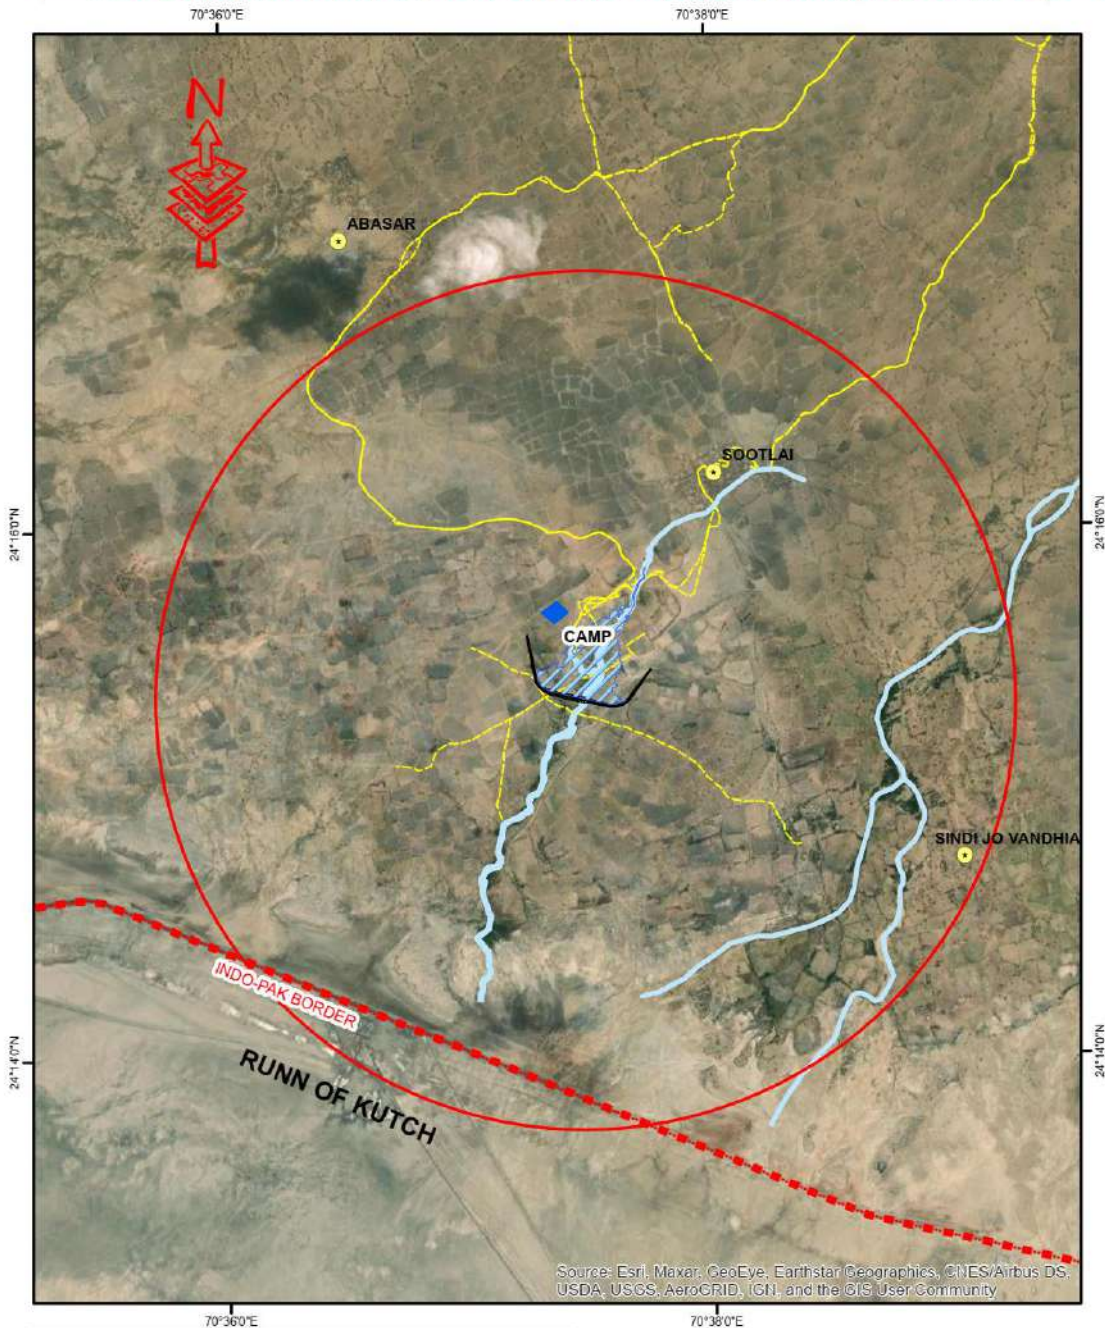 70°36'0"E
70°38'0"E
N
ABASAR
SOOTLAI
24°16'0"N
24°16'0"N
CAMP
SINDI JO VANDHIA
INDO-PAK BORDER
24°14'0"N
24°14'0"N
RUNN OF KUTCH
Source: Esri, Maxar, GeoEye, Earthstar Geographics, CNES/Airbus DS,
USDA, USGS, AeroGRID, IGN, and the GIS User Community
70°36'0"E
70°38'0"E